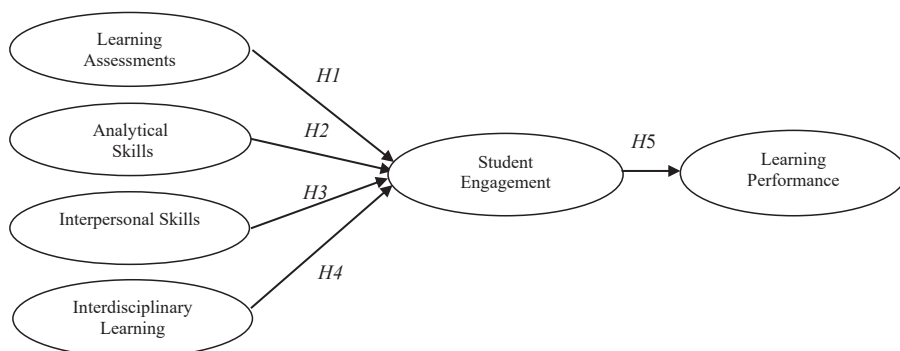 Learning
Assessments
H1
Analytical
Skills
H2
Interpersonal Skills
H3
Interdisciplinary
Learning
H4
Student
Engagement
H5
Learning
Performance